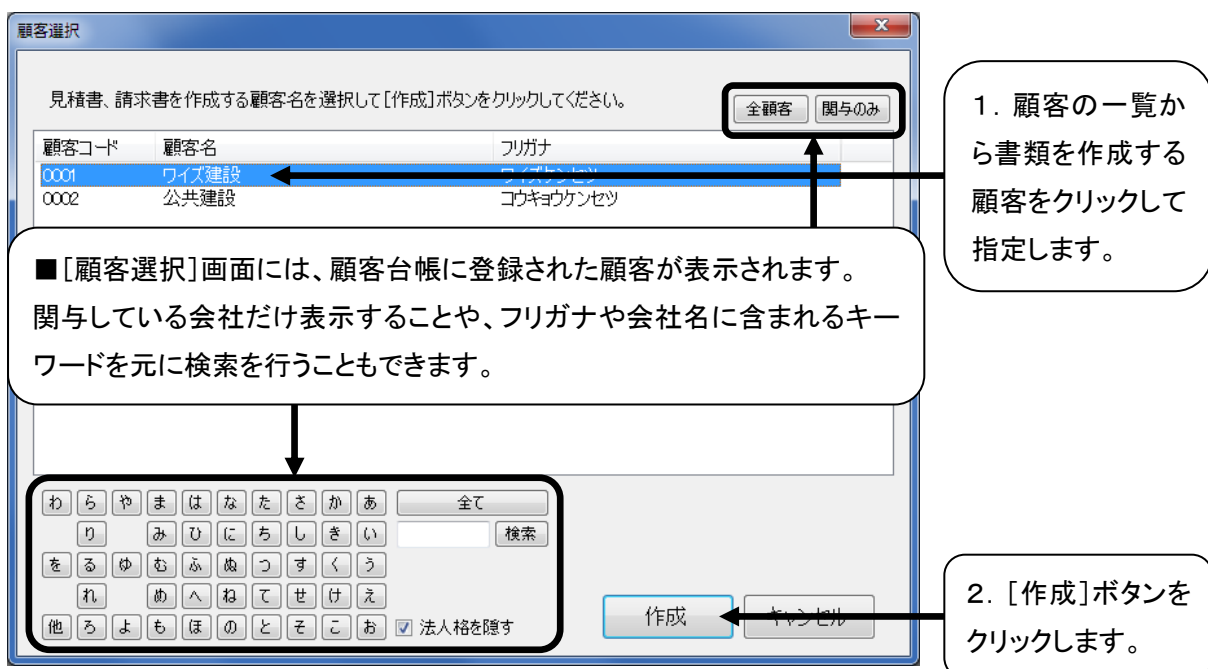 顧客選択
見積書、請求書を作成する顧客名を選択して[作成]ボタンをクリックしてください。
全顧客 関与のみ
顧客コード 顧客名 フリガナ
0001 ワイズ建設 ワイズケンセツ
0002 公共建設 コウキョウケンセツ
1．顧客の一覧か
ら書類を作成する
顧客をクリックして
指定します。
■[顧客選択]画面には、顧客台帳に登録された顧客が表示されます。
関与している会社だけ表示することや、フリガナや会社名に含まれるキー
ワードを元に検索を行うこともできます。
わ ら や ま は な た さ か あ 全て
り み ひ に ち し き い 検索
を る ゆ む ふ ぬ つ す く う
れ め へ ね て せ け え
他 ろ よ も ほ の と そ こ お 法人格を隠す
作成 キャンセル
2．[作成]ボタンを
クリックします。